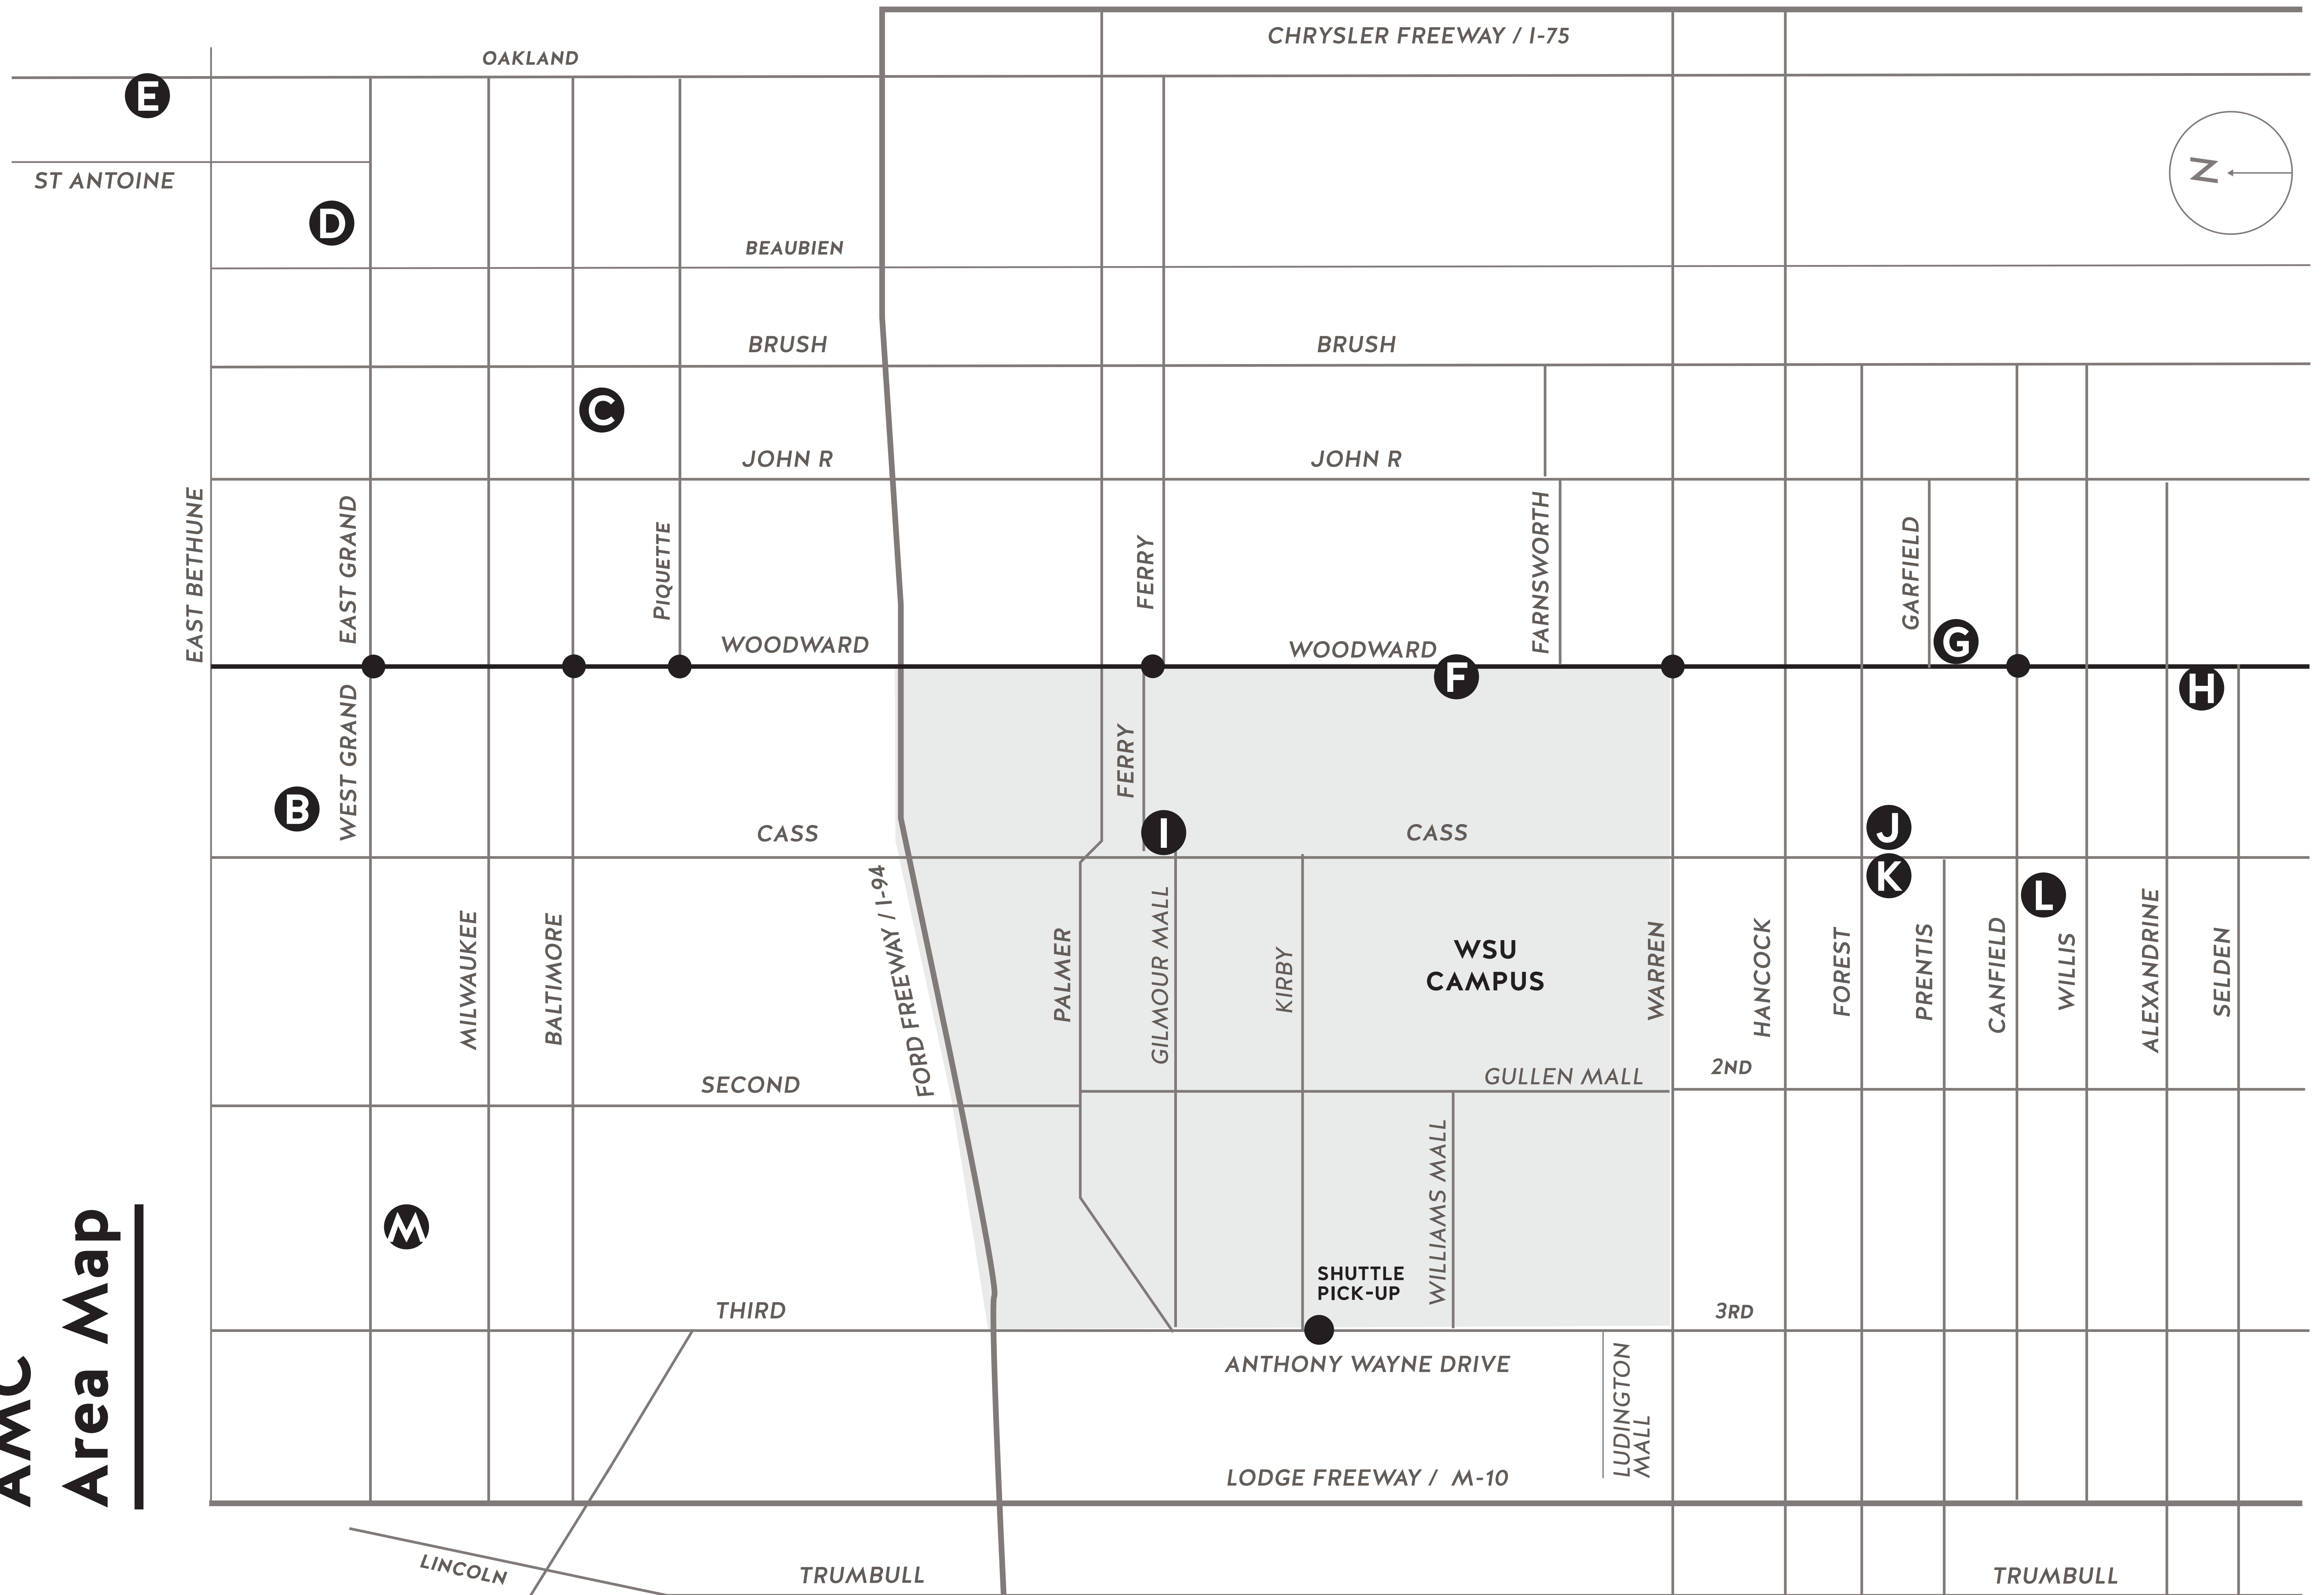 CHRYSLER FREEWAY / I-75
OAKLAND
E
N
ST ANTOINE
D
BEAUBIEN
BRUSH
BRUSH
C
JOHN R
JOHN R
EAST BETHUNE
EAST GRAND
PIQUETTE
FERRY
FARNSWORTH
GARFIELD
WOODWARD
WOODWARD
G
F
H
WEST GRAND
FERRY
B
CASS
I
CASS
J
K
L
FORD FREEWAY / I-94
MILWAUKEE
BALTIMORE
PALMER
GILMOUR MALL
KIRBY
WSU
CAMPUS
WARREN
HANCOCK
FOREST
PRENTIS
CANFIELD
WILLIS
ALEXANDRINE
SELDEN
SECOND
GULLEN MALL
2ND
M
WILLIAMS MALL
SHUTTLE
PICK-UP
THIRD
3RD
ANTHONY WAYNE DRIVE
LUDINGTON
MALL
LODGE FREEWAY / M-10
AMC
Area Map
LINCOLN
TRUMBULL
TRUMBULL